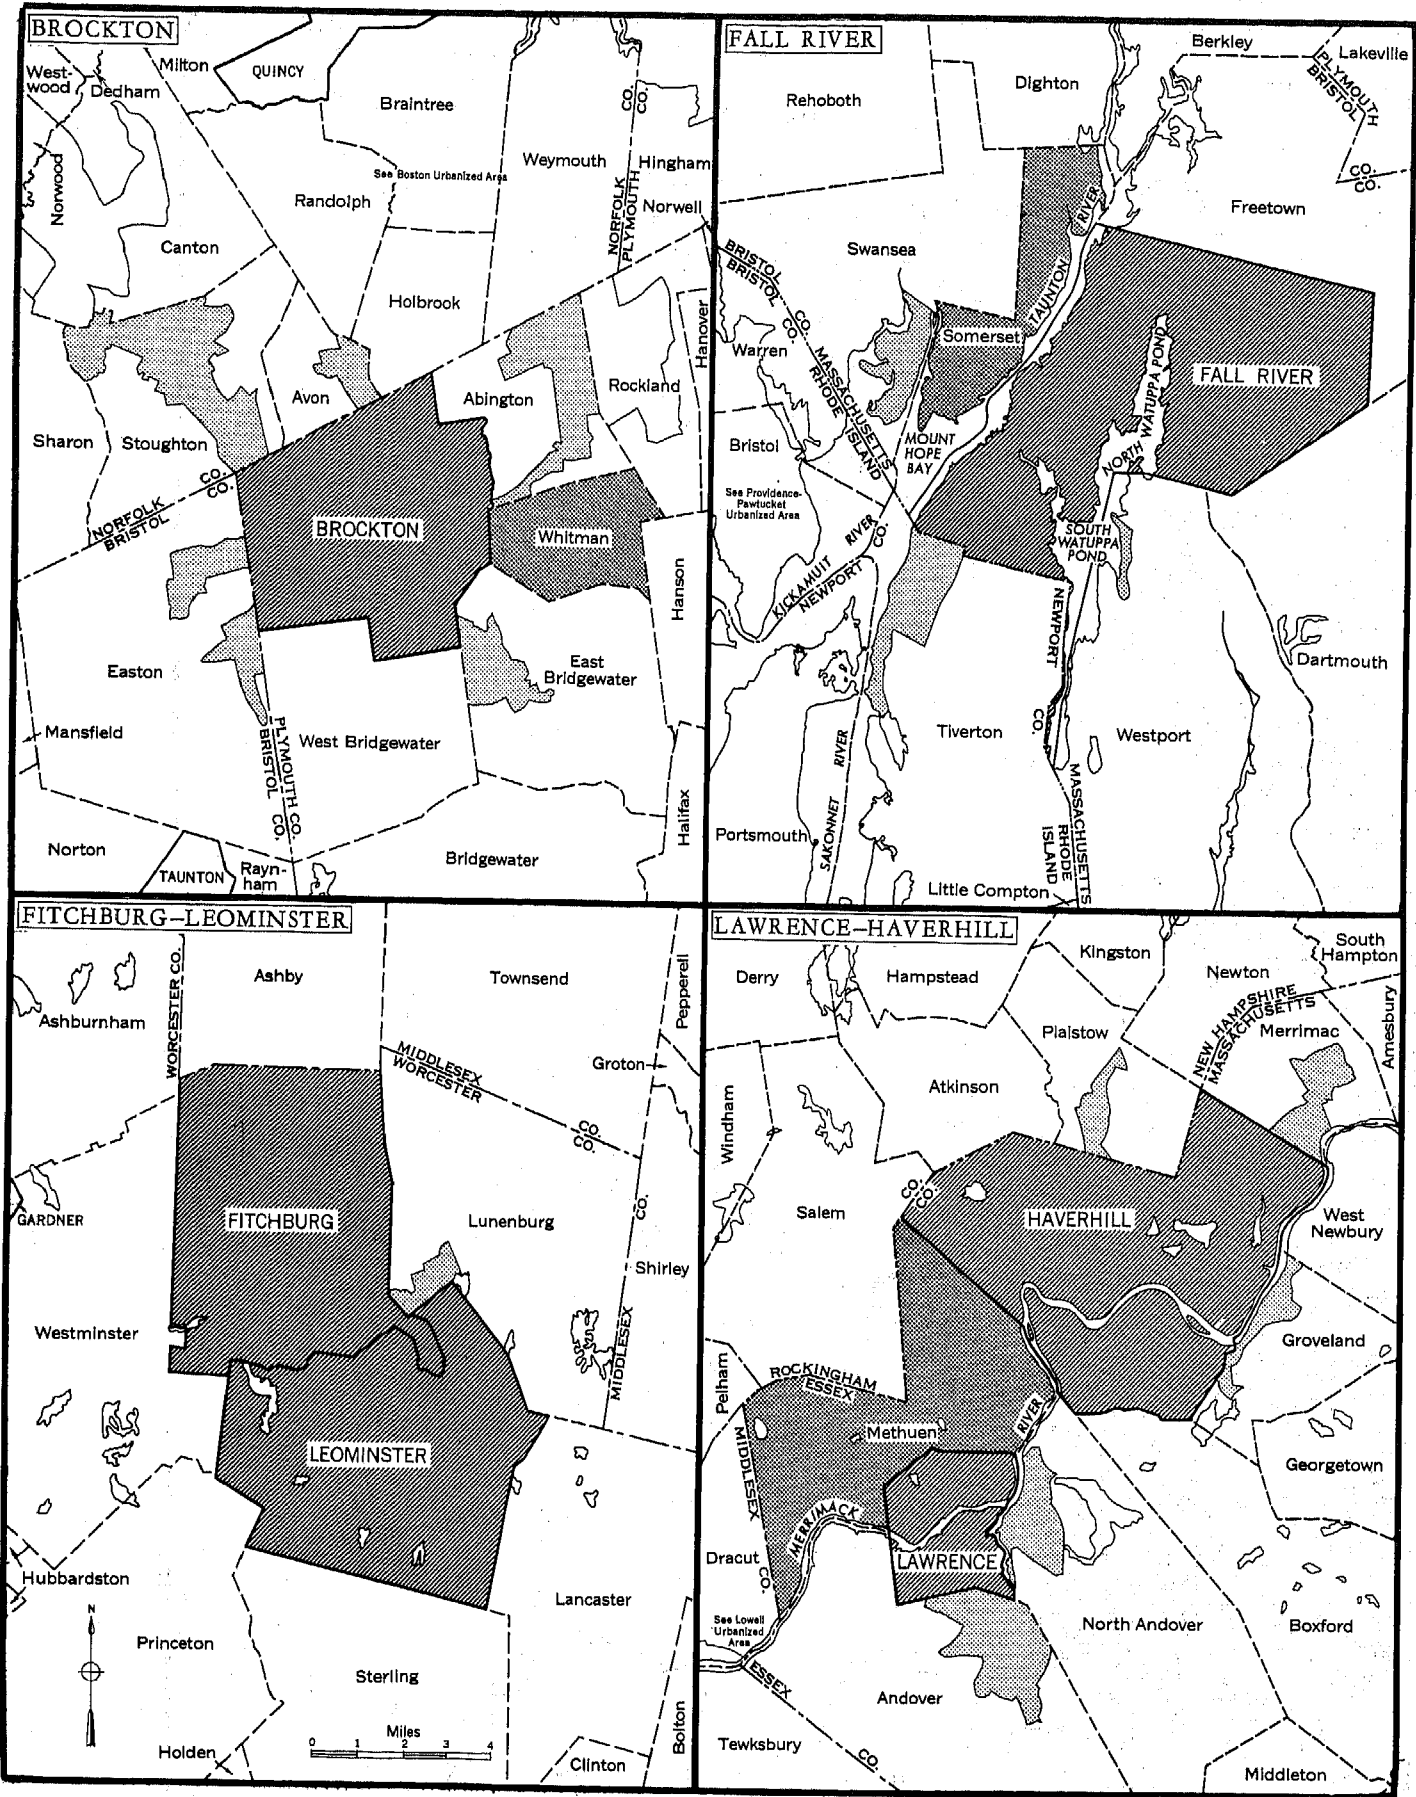 BROCKTON
West-
wood
Dedham
Milton
QUINCY
Braintree
Weymouth
CO.
CO.
Hingham
Norwood
See Boston Urbanized Area
Randolph
NORFOLK
PLYMOUTH
Norwell
Canton
Holbrook
Hanover
Rockland
Avon
Abington
Sharon
Stoughton
CO.
CO.
NORFOLK
BRISTOL
BROCKTON
Whitman
Hanson
Easton
East
Bridgewater
Mansfield
West Bridgewater
PLYMOUTH CO.
BRISTOL CO.
Halifax
Norton
TAUNTON
Rayn-
ham
Bridgewater
FALL RIVER
Rehoboth
Dighton
Berkley
Lakeville
PLYMOUTH
BRISTOL
CO.
CO.
Freetown
Swansea
BRISTOL
BRISTOL
CO.
CO.
TAUNTON RIVER
Somerset
Warren
MASSACHUSETTS
RHODE ISLAND
NORTH WATUPPA POND
FALL RIVER
Bristol
MOUNT
HOPE
BAY
See Providence-
Pawtucket
Urbanized Area
SOUTH
WATUPPA
POND
KICKAMUIT RIVER
NEWPORT CO.
NEWPORT
CO.
Dartmouth
Tiverton
Westport
SAKONNET RIVER
Portsmouth
MASSACHUSETTS
RHODE
ISLAND
Little Compton
FITCHBURG–LEOMINSTER
WORCESTER CO.
Ashby
Townsend
Pepperell
Ashburnham
MIDDLESEX
WORCESTER
CO.
CO.
Groton
GARDNER
FITCHBURG
Lunenburg
MIDDLESEX CO.
Shirley
Westminster
LEOMINSTER
Hubbardston
Lancaster
N
Princeton
Sterling
Miles
0 1 2 3 4
Holden
Clinton
Bolton
LAWRENCE–HAVERHILL
Derry
Hampstead
Kingston
Newton
South
Hampton
NEW HAMPSHIRE
MASSACHUSETTS
Plaistow
Merrimac
Amesbury
Atkinson
Windham
CO.
CO.
Salem
HAVERHILL
West
Newbury
Groveland
Pelham
ROCKINGHAM
ESSEX
Methuen
RIVER
MIDDLESEX CO.
MERRIMACK
Georgetown
Dracut
LAWRENCE
See Lowell
Urbanized
Area
North Andover
Boxford
ESSEX CO.
Andover
Tewksbury
Middleton